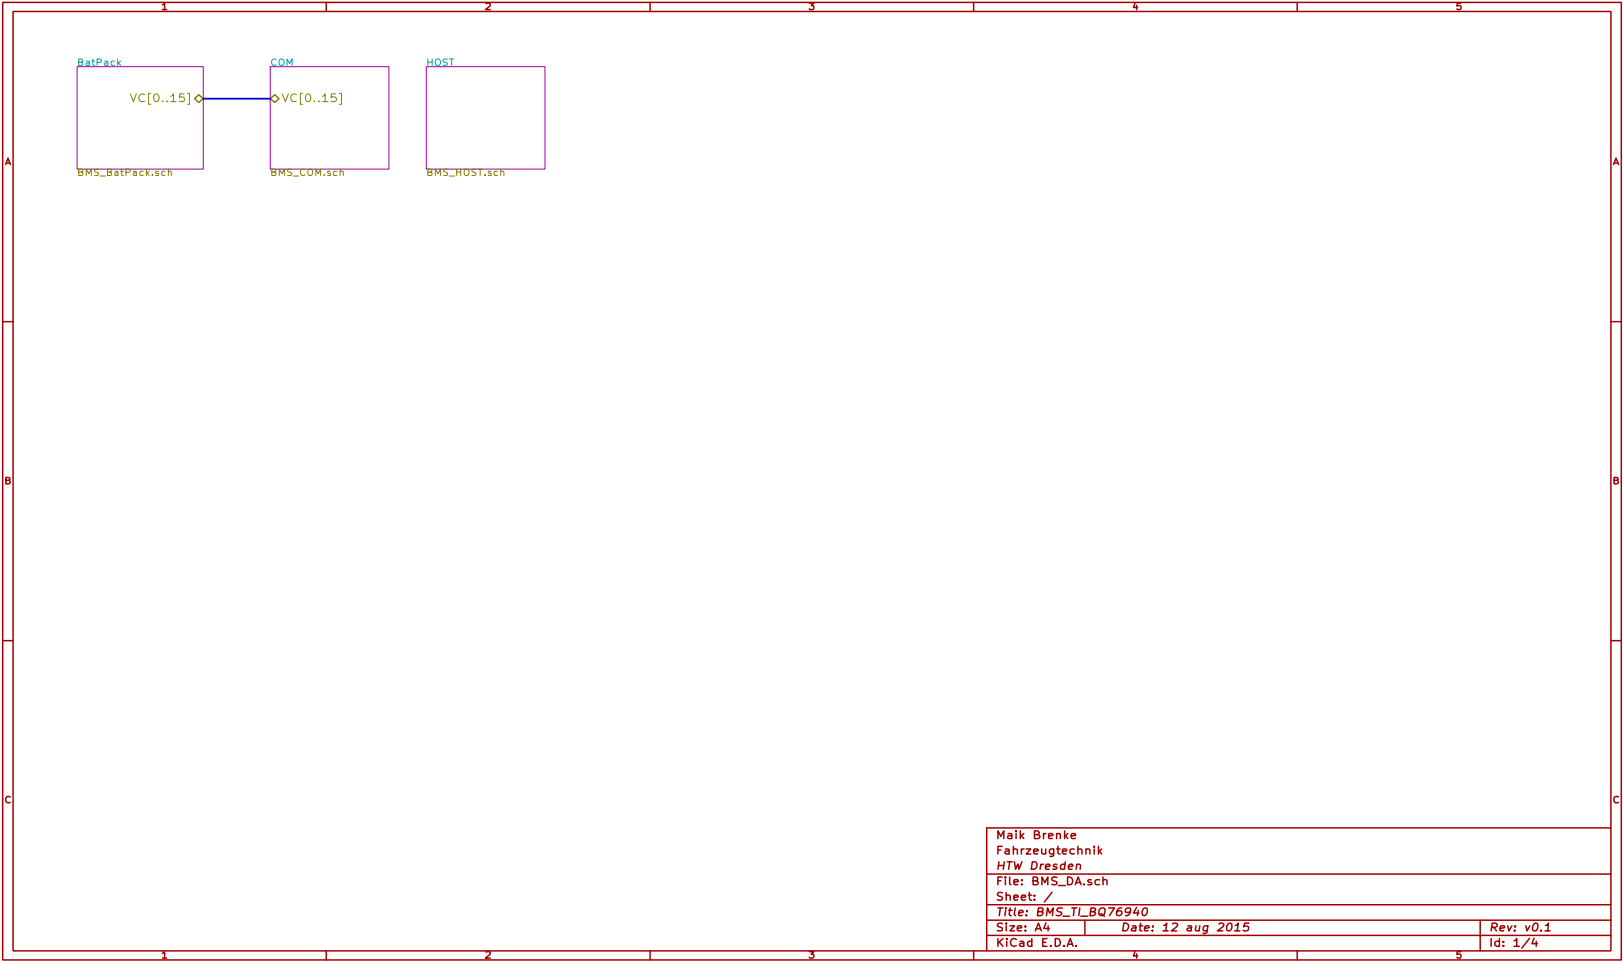 1 2 3 4 5
BatPack COM HOST
VC[0..15] VC[0..15]
A A
BMS_BatPack.sch BMS_COM.sch BMS_HOST.sch
B B
C C
Maik Brenke
Fahrzeugtechnik
HTW Dresden
File: BMS_DA.sch
Sheet: /
Title: BMS_TI_BQ76940
Size: A4 Date: 12 aug 2015 Rev: v0.1
KiCad E.D.A. Id: 1/4
1 2 3 4 5